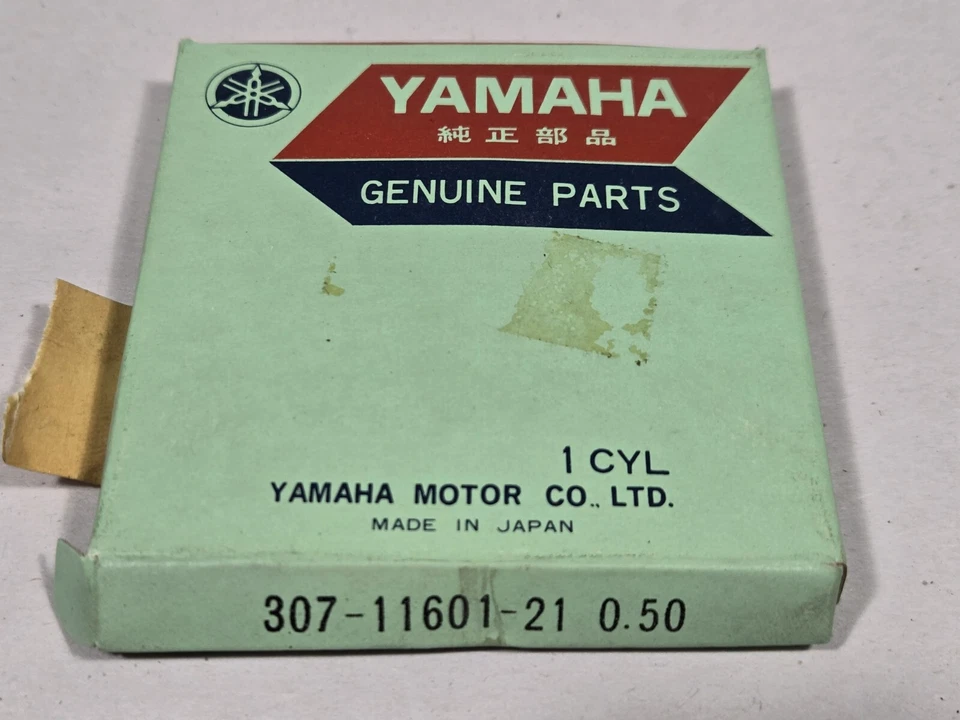 YAMAHA
純正部品
GENUINE PARTS
1 CYL
YAMAHA MOTOR CO., LTD.
MADE IN JAPAN
307-11601-21 0.50